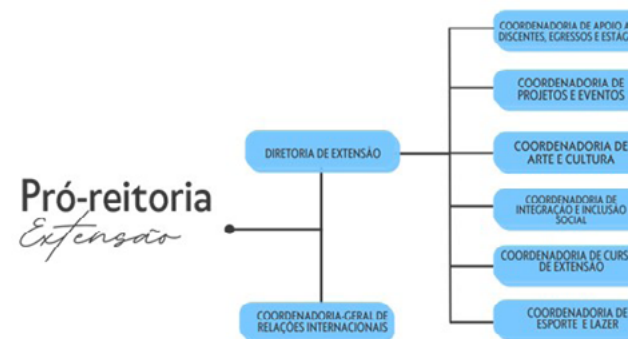 Pró-reitoria
Extensão
DIRETORIA DE EXTENSÃO
COORDENADORIA-GERAL DE
RELAÇÕES INTERNACIONAIS
COORDENADORIA DE APOIO A
DISCENTES, EGRESSOS E
COORDENADORIA DE
PROJETOS E EVENTOS
COORDENADORIA DE
ARTE E CULTURA
COORDENADORIA DE
INTEGRAÇÃO E INCLUSÃO
SOCIAL
COORDENADORIA DE CURS
DE EXTENSÃO
COORDENADORIA DE
ESPORTE E LAZER